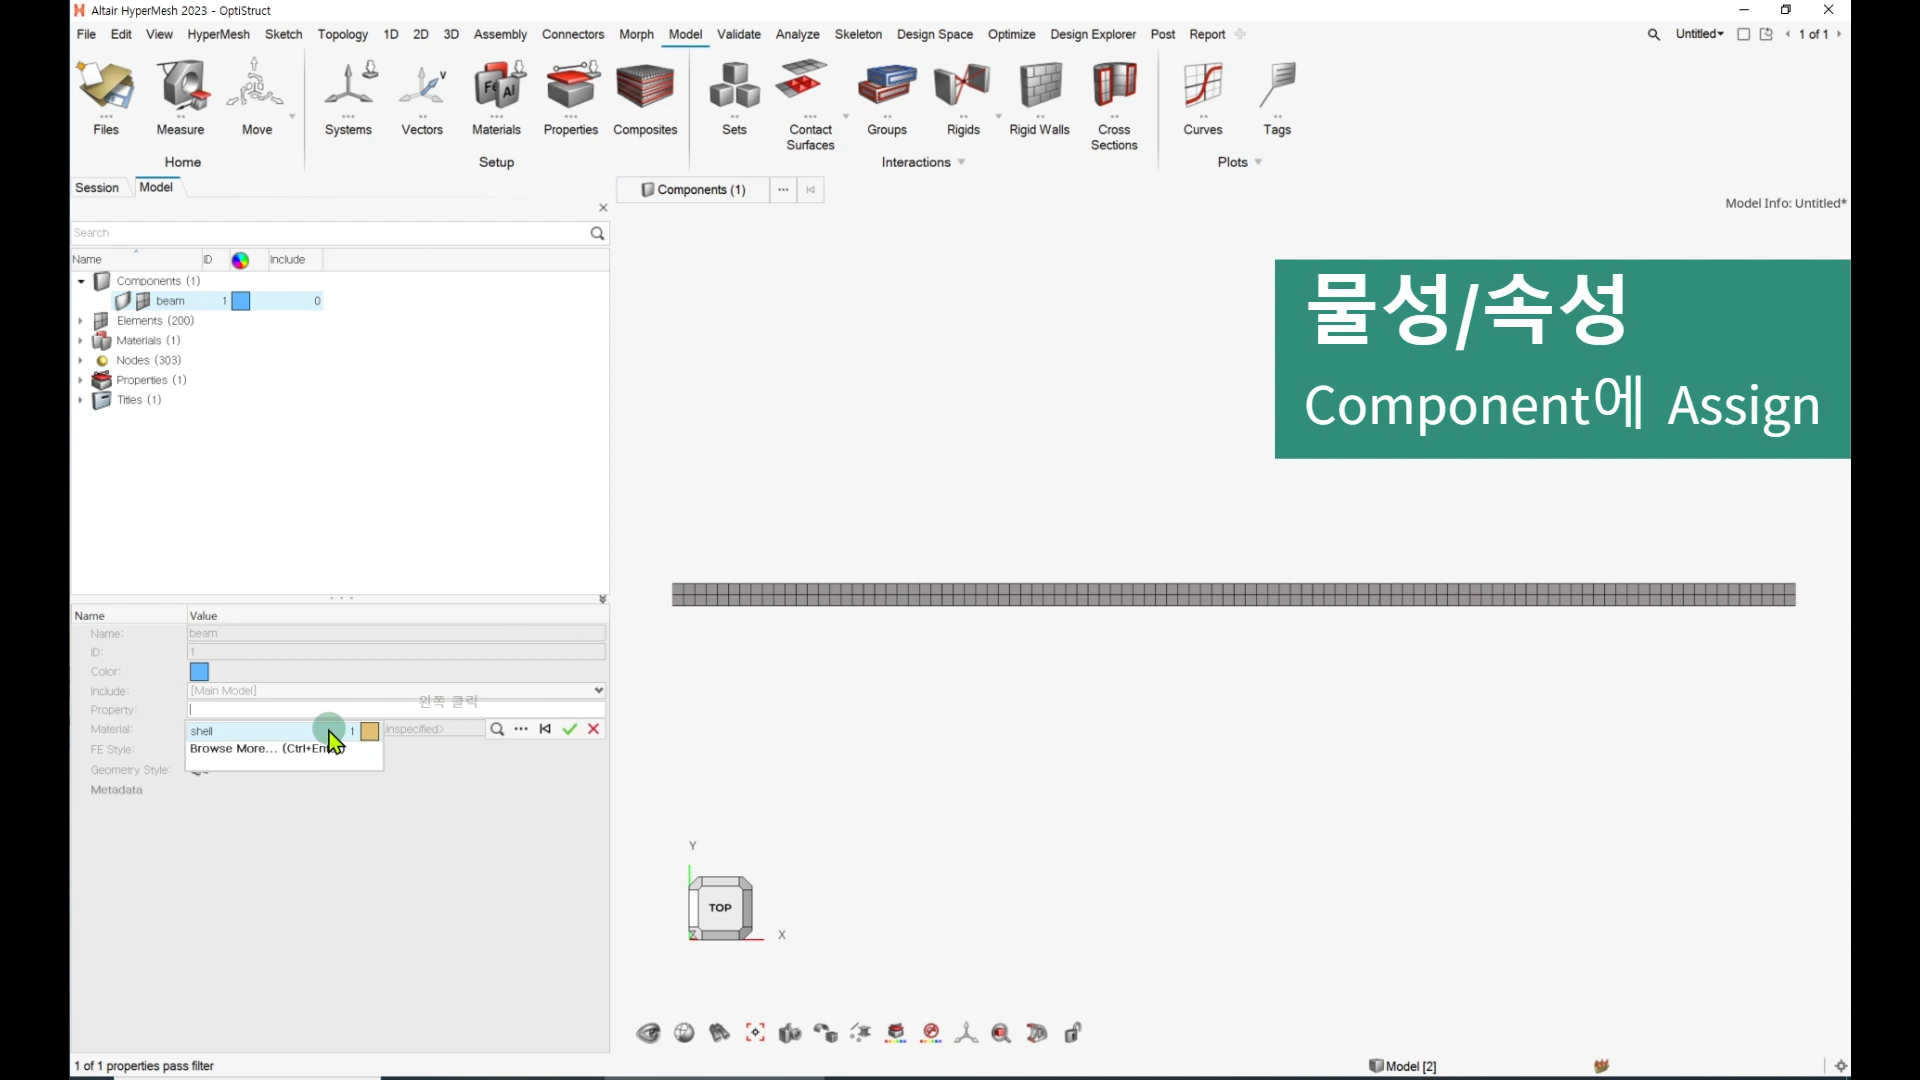 Altair HyperMesh 2023 - OptiStruct
File Edit View HyperMesh Sketch Topology 1D 2D 3D Assembly Connectors Morph Model Validate Analyze Skeleton Design Space Optimize Design Explorer Post Report Untitled 1 of 1
Files Measure Move Systems Vectors Materials Properties Composites Sets Contact Surfaces Groups Rigids Rigid Walls Cross Sections Curves Tags
Home Setup Interactions Plots
Session Model
Components (1)
Model Info: Untitled*
Search
Name ID Include
Components (1)
beam 1 0
Elements (200)
Materials (1)
Nodes (303)
Properties (1)
Titles (1)
물성/속성
Component에 Assign
Name Value
Name: beam
ID: 1
Color:
Include: [Main Model]
Property: 왼쪽 클릭
Material: shell 1
FE Style: Browse More...
Geometry Style:
Metadata
Y
TOP
Z X
1 of 1 properties pass filter
Model [2]